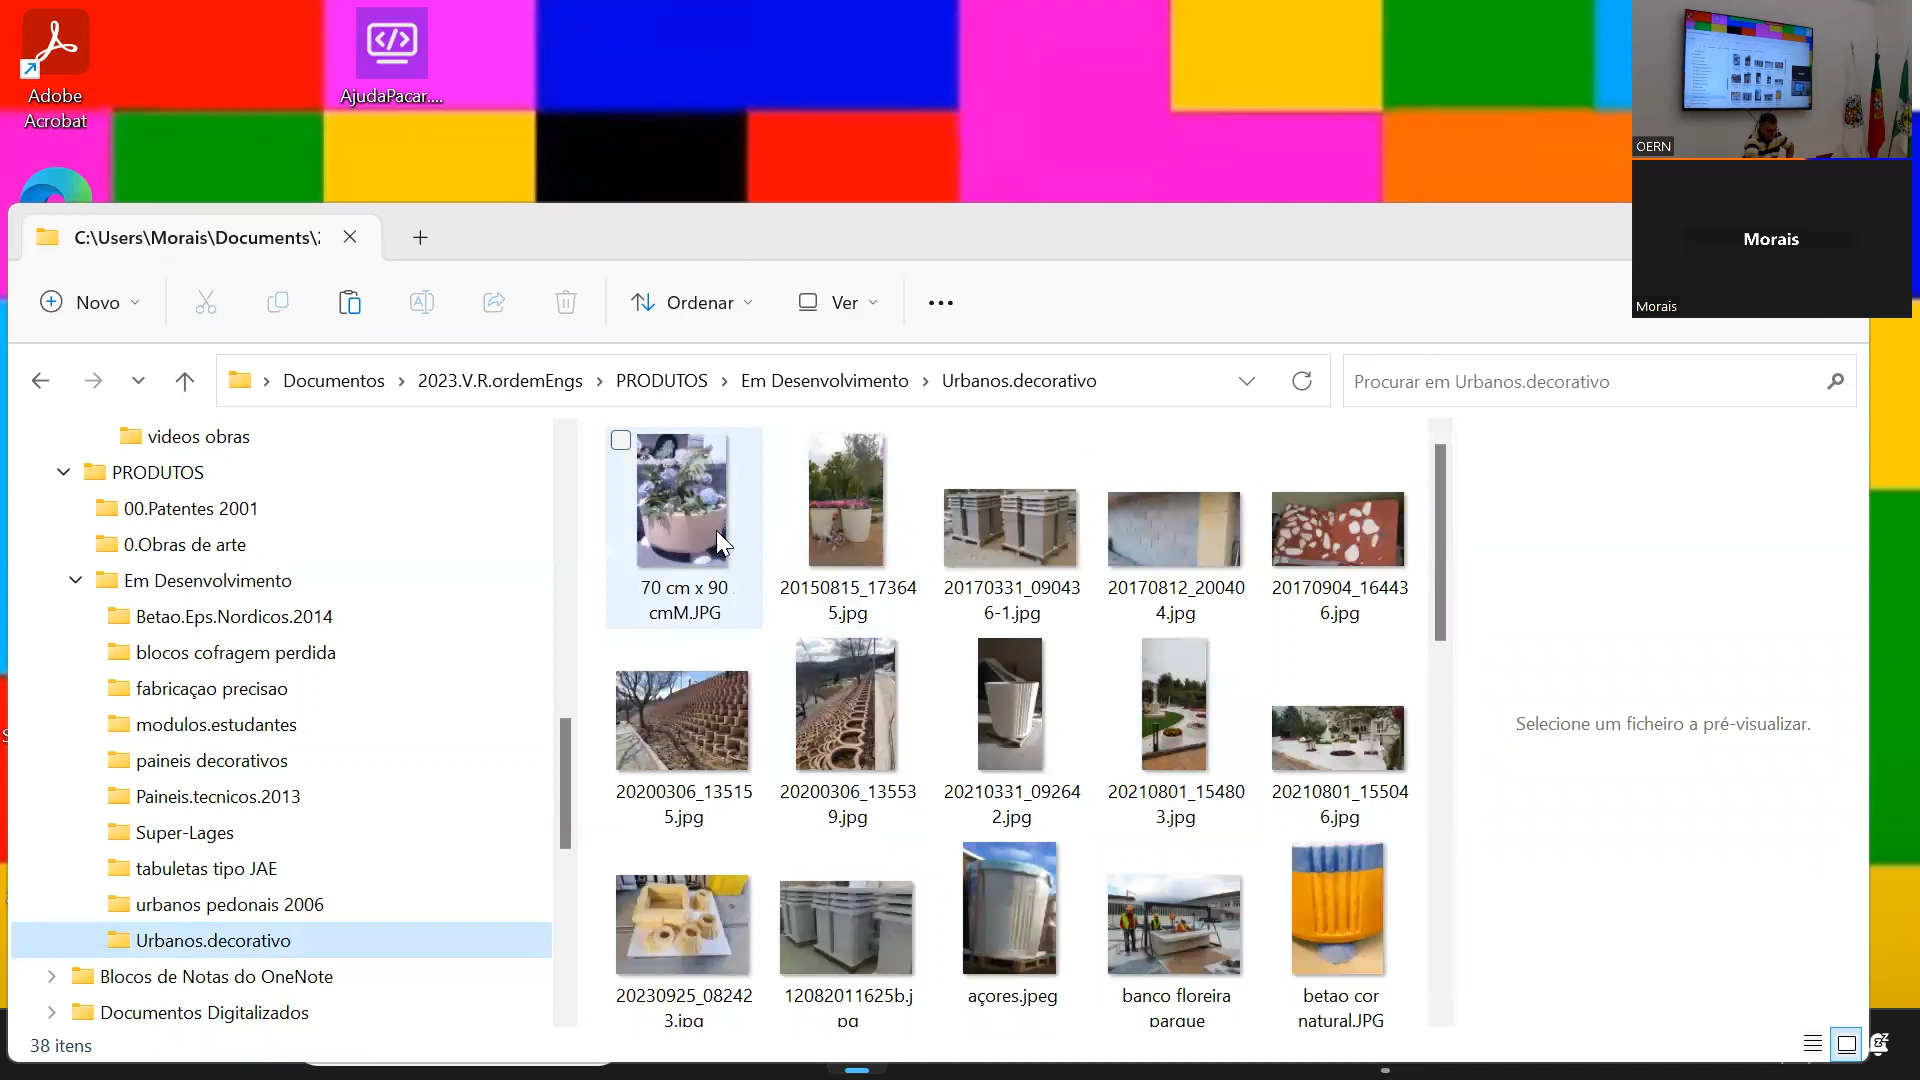 Adobe
Acrobat
AjudaPacar....
OERN
Morais
Morais
C:\Users\Morais\Documents\
Novo
Ordenar
Ver
Documentos
2023.V.R.ordemEngs
PRODUTOS
Em Desenvolvimento
Urbanos.decorativo
Procurar em Urbanos.decorativo
videos obras
PRODUTOS
00.Patentes 2001
0.Obras de arte
Em Desenvolvimento
Betao.Eps.Nordicos.2014
blocos cofragem perdida
fabricaçao precisao
modulos.estudantes
paineis decorativos
Paineis.tecnicos.2013
Super-Lages
tabuletas tipo JAE
urbanos pedonais 2006
Urbanos.decorativo
Blocos de Notas do OneNote
Documentos Digitalizados
70 cm x 90
cmM.JPG
20150815_17364
5.jpg
20170331_09043
6-1.jpg
20170812_20040
4.jpg
20170904_16443
6.jpg
20200306_13515
5.jpg
20200306_13553
9.jpg
20210331_09264
2.jpg
20210801_15480
3.jpg
20210801_15504
6.jpg
20230925_08242
3.jpg
12082011625b.j
pg
açores.jpeg
banco floreira
parque
betao cor
natural.JPG
Selecione um ficheiro a pré-visualizar.
38 itens